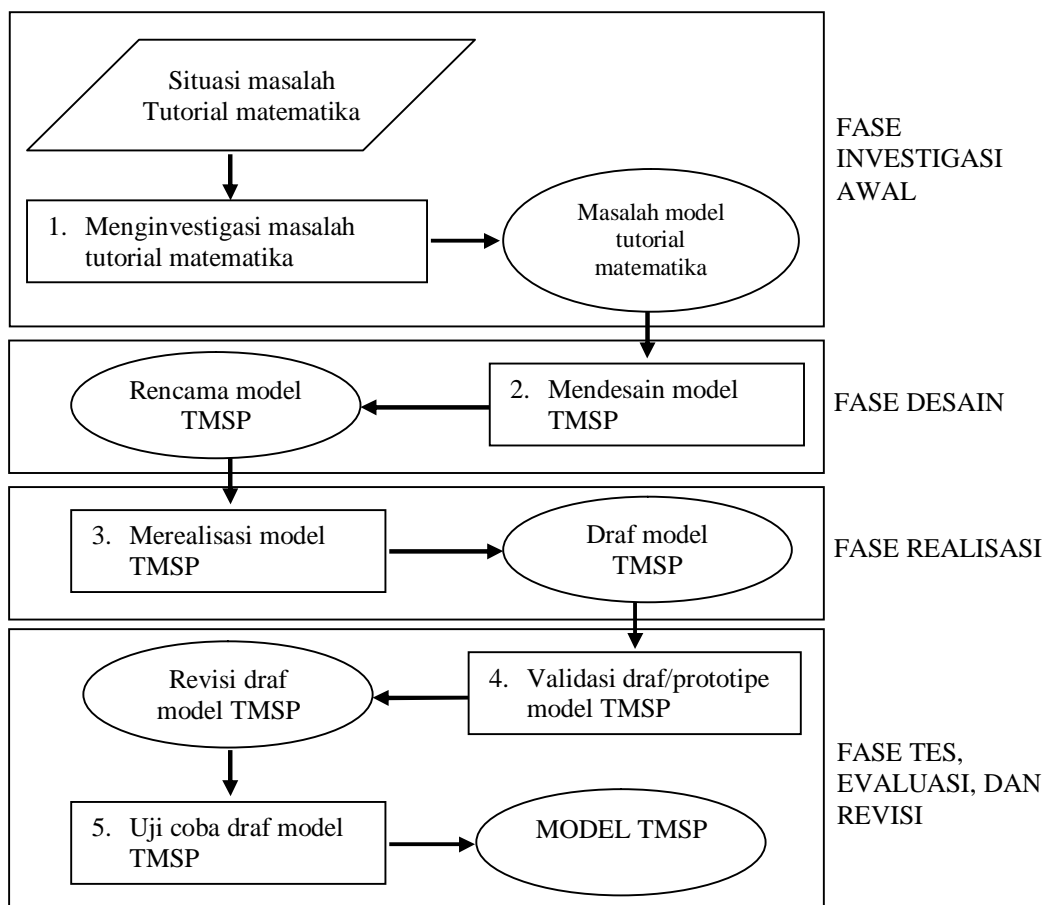 Situasi masalah
Tutorial matematika
FASE
INVESTIGASI
AWAL
1. Menginvestigasi masalah
tutorial matematika
Masalah model
tutorial
matematika
Rencama model
TMSP
2. Mendesain model
TMSP
FASE DESAIN
3. Merealisasi model
TMSP
Draf model
TMSP
FASE REALISASI
Revisi draf
model TMSP
4. Validasi draf/prototipe
model TMSP
FASE TES,
EVALUASI, DAN
REVISI
5. Uji coba draf model
TMSP
MODEL TMSP